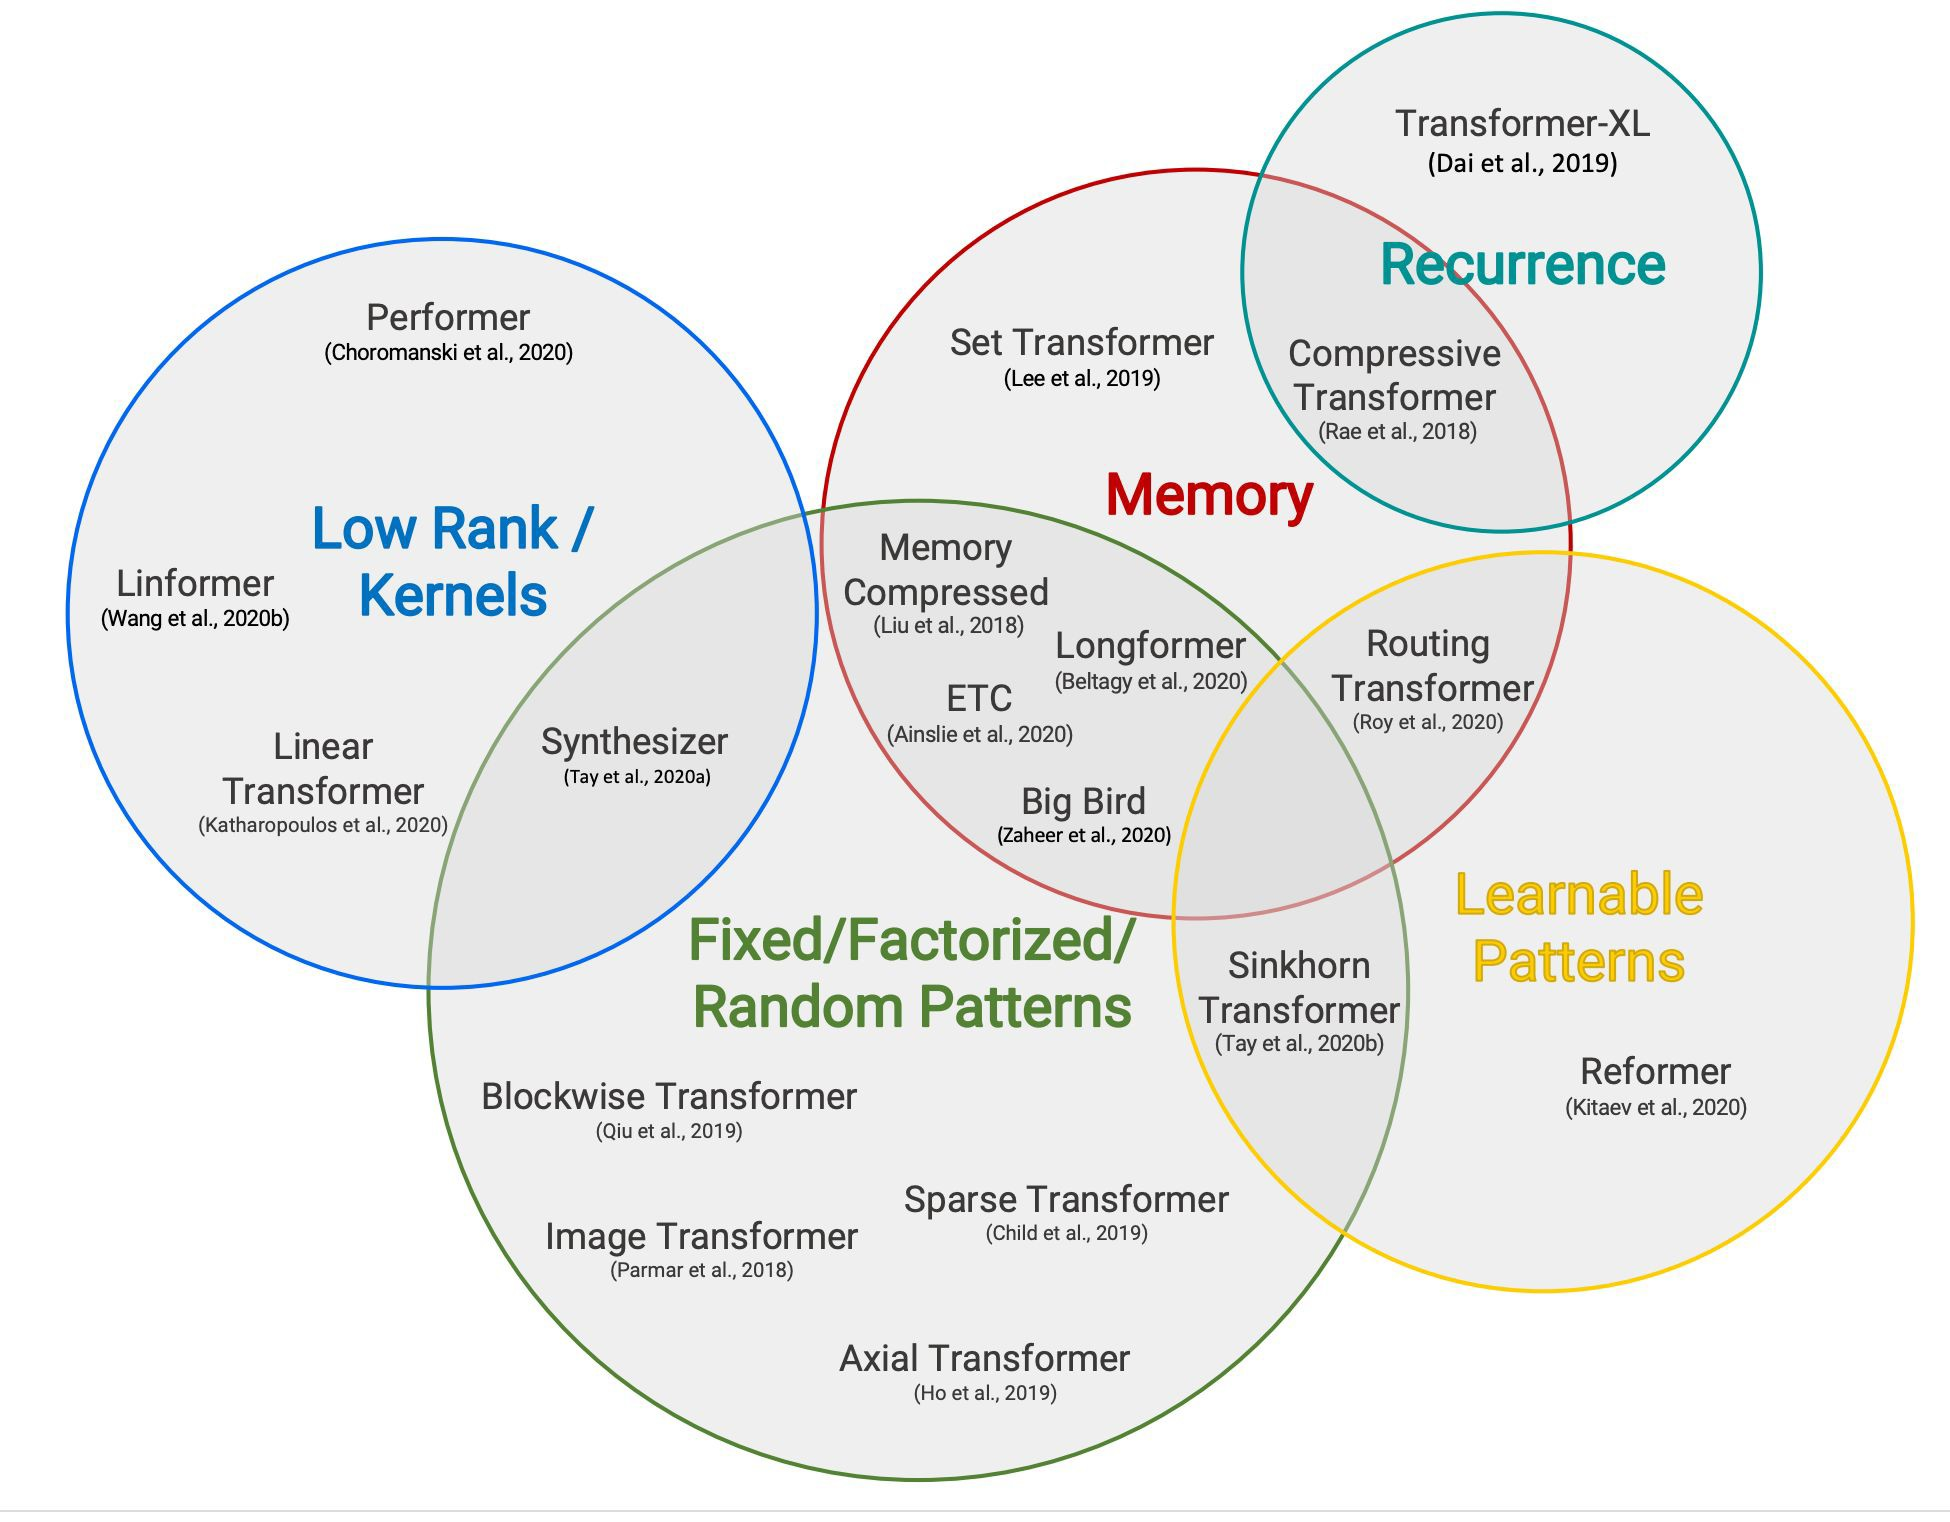 Transformer-XL
(Dai et al., 2019)
Recurrence
Performer
(Choromanski et al., 2020)
Set Transformer
(Lee et al., 2019)
Compressive
Transformer
(Rae et al., 2018)
Memory
Low Rank /
Kernels
Linformer
(Wang et al., 2020b)
Memory
Compressed
(Liu et al., 2018)
Longformer
(Beltagy et al., 2020)
Routing
Transformer
(Roy et al., 2020)
ETC
(Ainslie et al., 2020)
Linear
Transformer
(Katharopoulos et al., 2020)
Synthesizer
(Tay et al., 2020a)
Big Bird
(Zaheer et al., 2020)
Learnable
Patterns
Fixed/Factorized/
Random Patterns
Sinkhorn
Transformer
(Tay et al., 2020b)
Reformer
(Kitaev et al., 2020)
Blockwise Transformer
(Qiu et al., 2019)
Sparse Transformer
(Child et al., 2019)
Image Transformer
(Parmar et al., 2018)
Axial Transformer
(Ho et al., 2019)